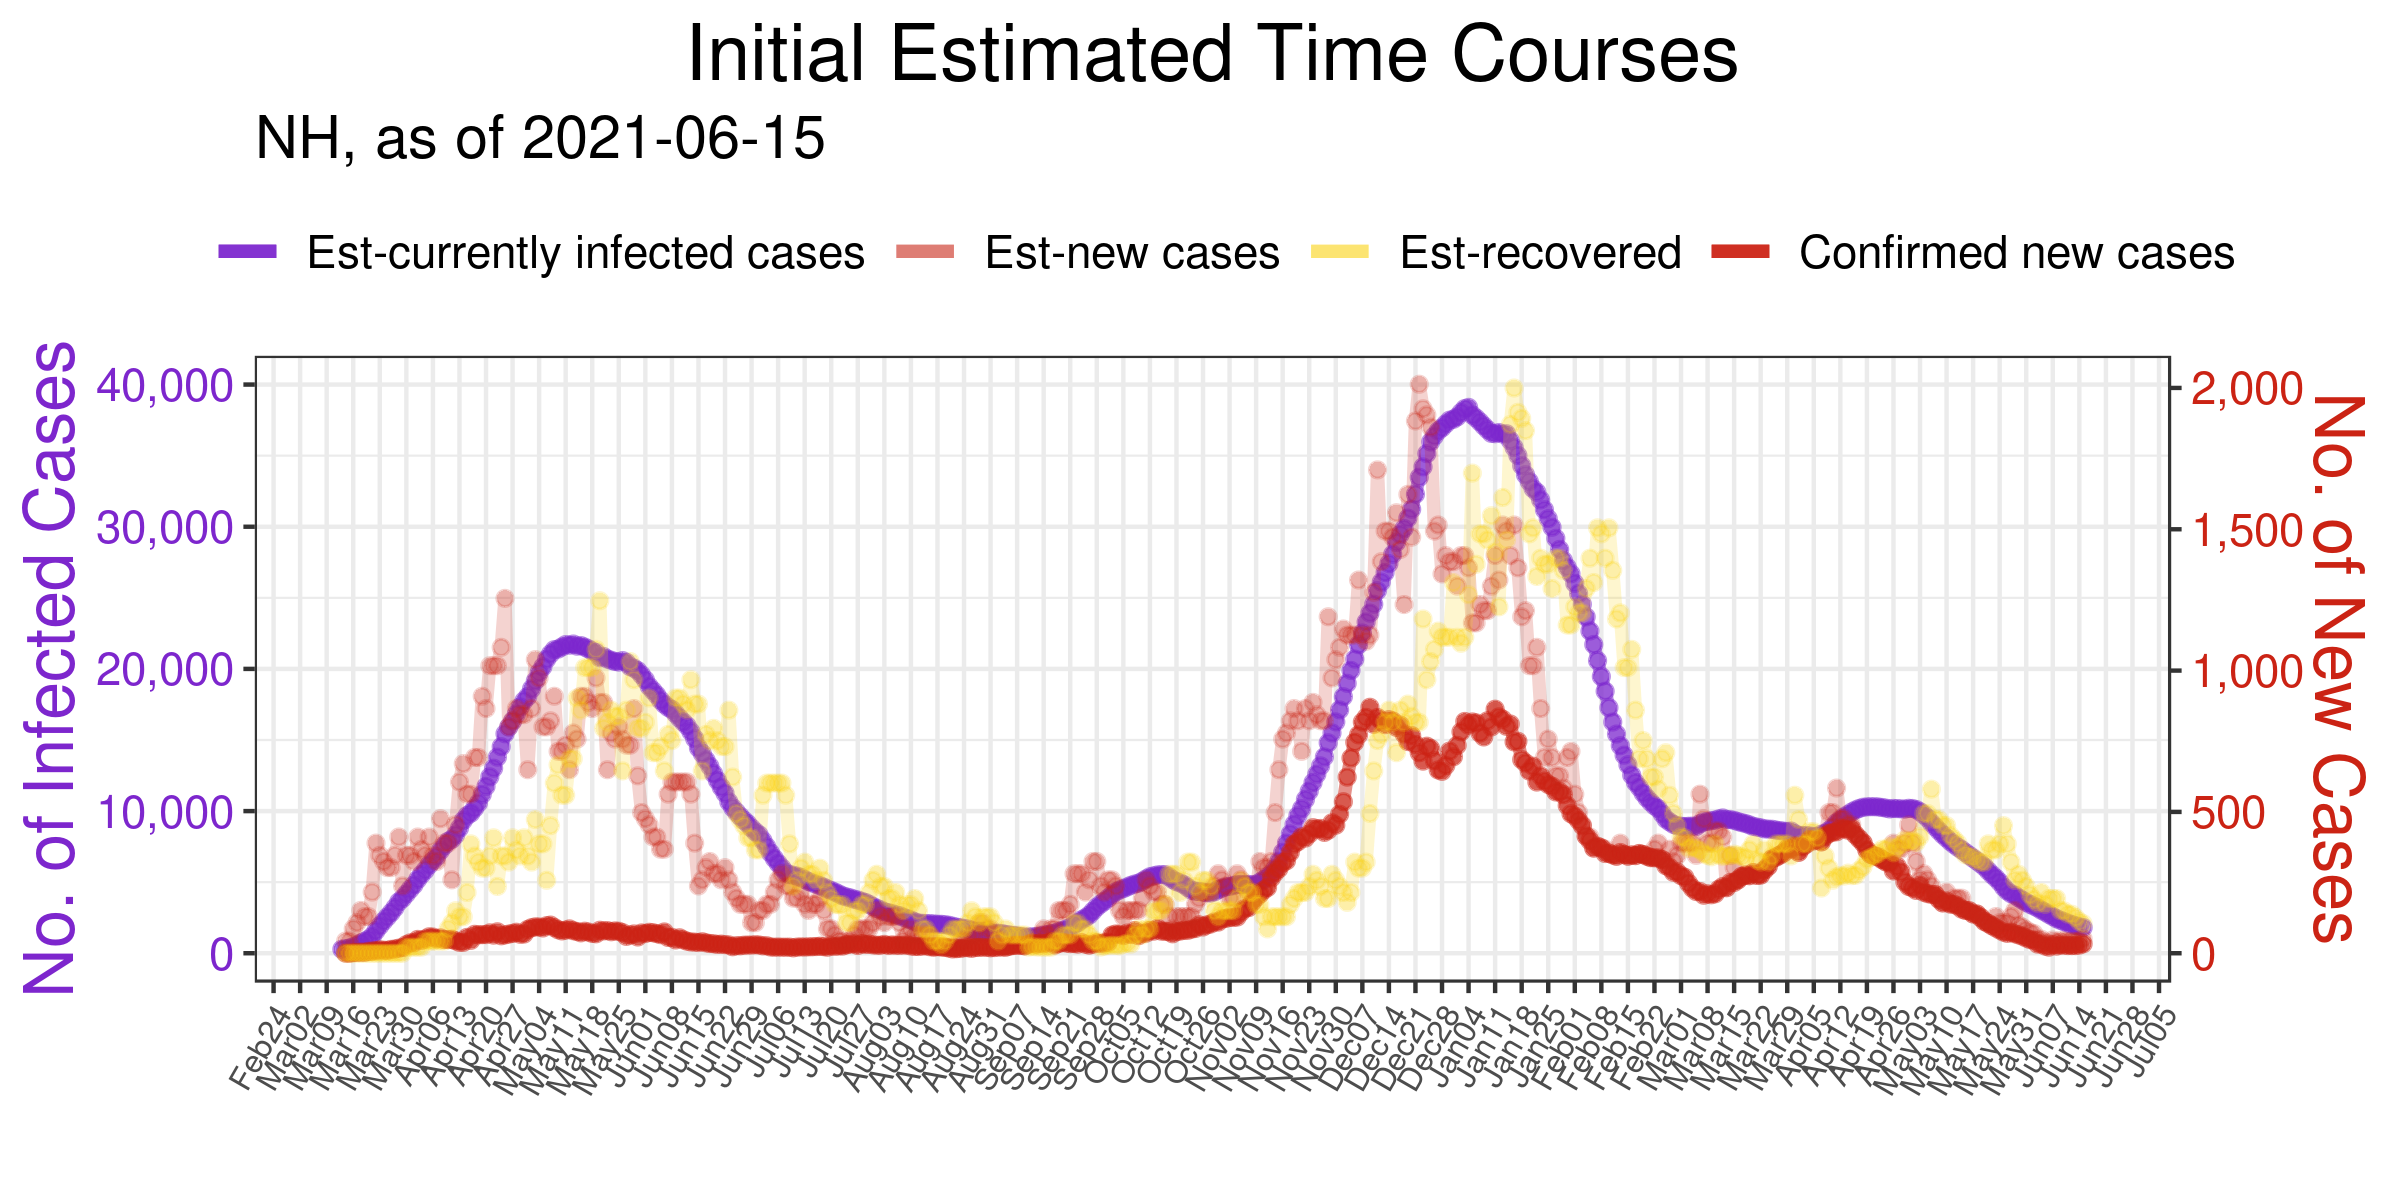 Initial Estimated Time Courses
NH, as of 2021-06-15
Est-currently infected cases
Est-new cases
Est-recovered
Confirmed new cases
No. of Infected Cases
40,000
30,000
20,000
10,000
0
2,000
1,500
1,000
500
0
No. of New Cases
Feb24
Mar02
Mar09
Mar16
Mar23
Mar30
Apr06
Apr13
Apr20
Apr27
May04
May11
May18
May25
Jun01
Jun08
Jun15
Jun22
Jun29
Jul06
Jul13
Jul20
Jul27
Aug03
Aug10
Aug17
Aug24
Aug31
Sep07
Sep14
Sep21
Sep28
Oct05
Oct12
Oct19
Oct26
Nov02
Nov09
Nov16
Nov23
Nov30
Dec07
Dec14
Dec21
Dec28
Dec04
Jan11
Jan18
Jan25
Feb01
Feb08
Feb15
Feb22
Mar01
Mar08
Mar15
Mar22
Mar29
Apr05
Apr12
Apr19
Apr26
May03
May10
May17
May24
May31
Jun07
Jun14
Jun21
Jun28
Jul05